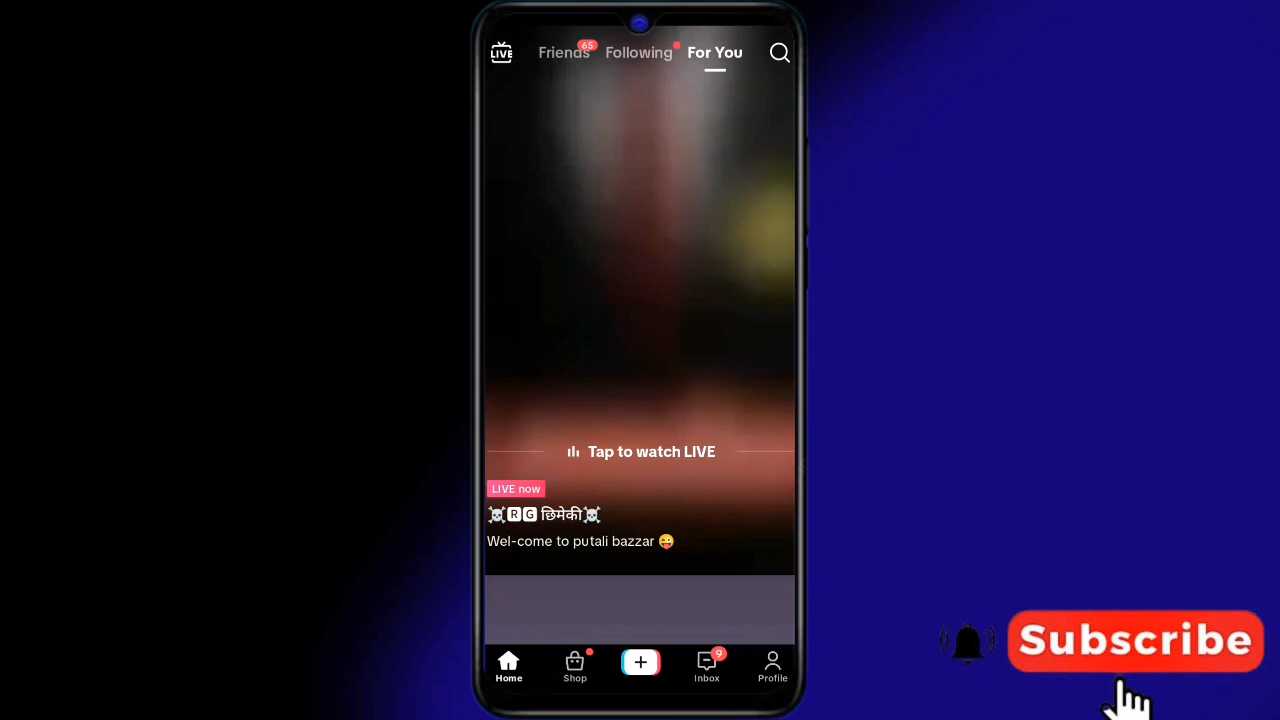 LIVE
Friends 65
Following
For You
Tap to watch LIVE
LIVE now
☠️🆁🅶 छिमेकी☠️
Wel-come to putali bazzar 😜
Home
Shop
Inbox 9
Profile
Subscribe